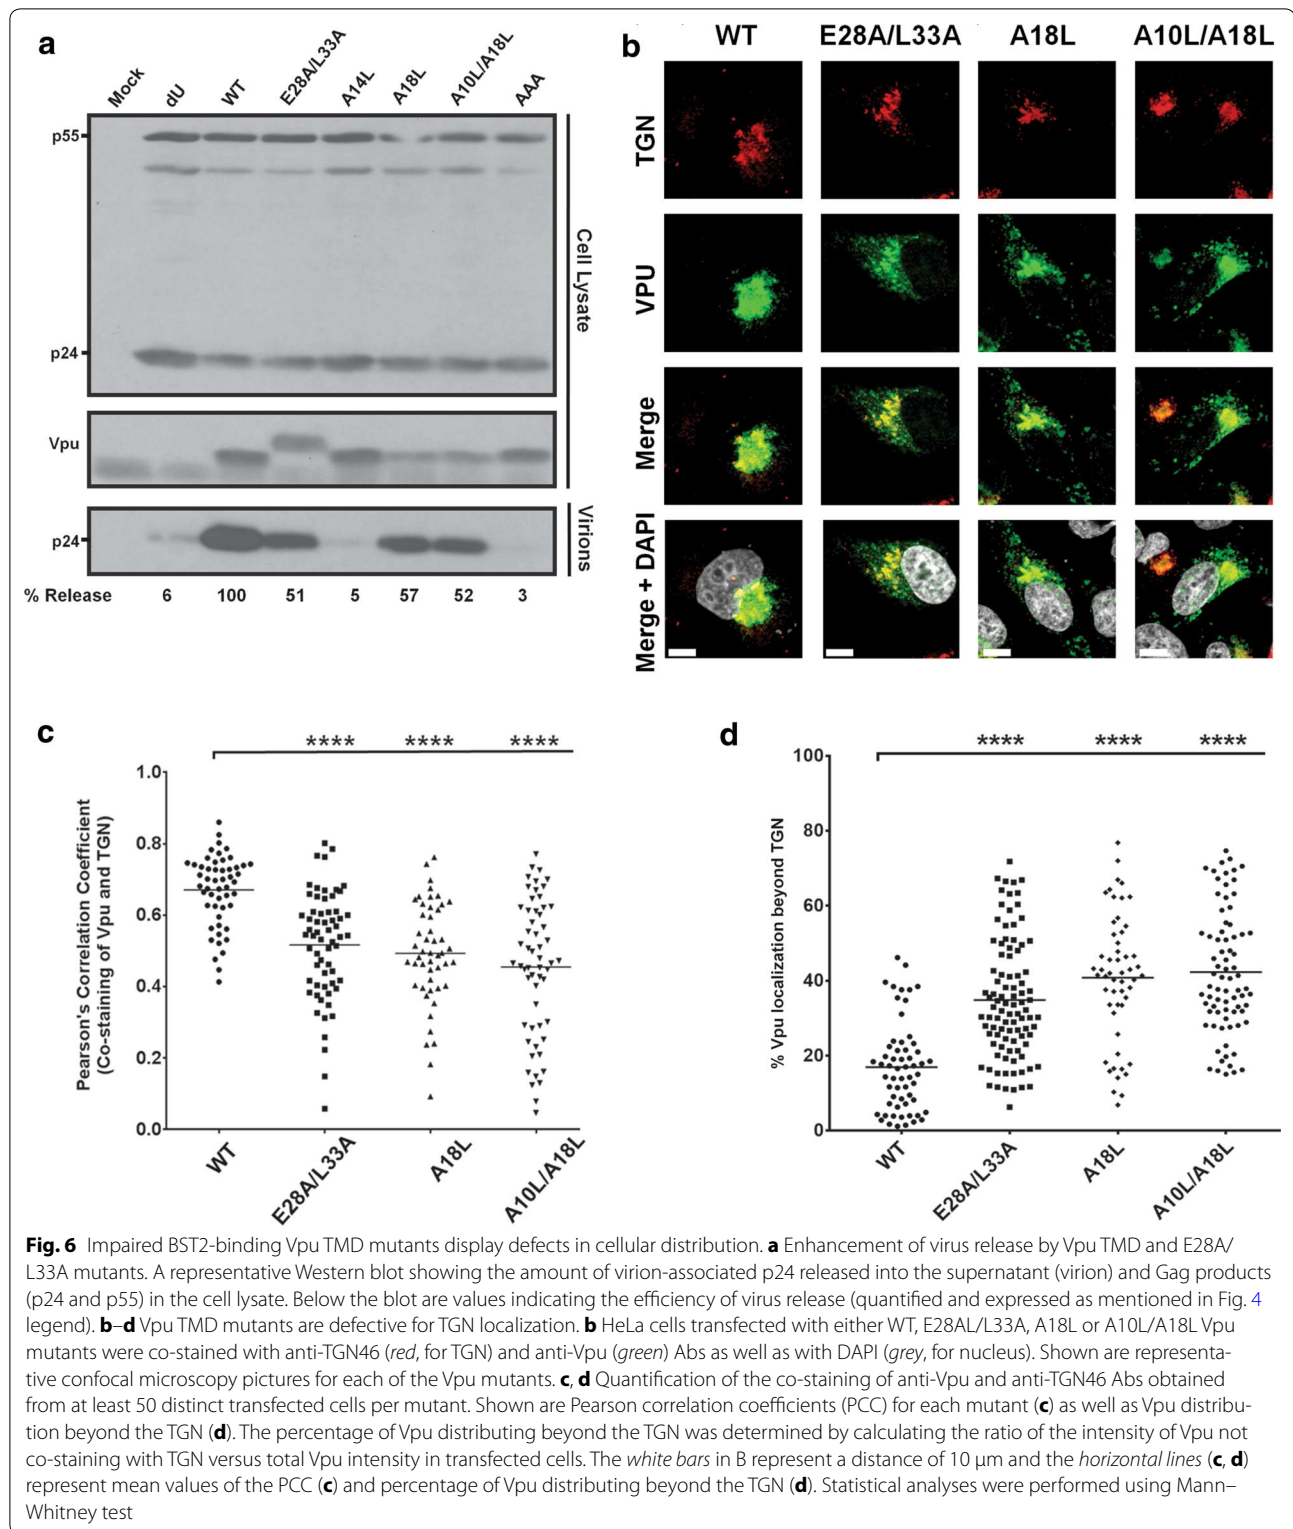 a
Mock dU WT E28A/L33A A14L A18L A10L/A18L AAA
p55
p24
Cell Lysate
Vpu
p24
Virions
% Release 6 100 51 5 57 52 3
b
WT E28A/L33A A18L A10L/A18L
TGN
VPU
Merge
Merge + DAPI
c
**** **** ****
Pearson's Correlation Coefficient
(Co-staining of Vpu and TGN)
1.0
0.8
0.6
0.4
0.2
0.0
WT E28A/L33A A18L A10L/A18L
d
**** **** ****
% Vpu localization beyond TGN
100
80
60
40
20
0
WT E28A/L33A A18L A10L/A18L
Fig. 6 Impaired BST2-binding Vpu TMD mutants display defects in cellular distribution. a Enhancement of virus release by Vpu TMD and E28A/
L33A mutants. A representative Western blot showing the amount of virion-associated p24 released into the supernatant (virion) and Gag products
(p24 and p55) in the cell lysate. Below the blot are values indicating the efficiency of virus release (quantified and expressed as mentioned in Fig. 4
legend). b–d Vpu TMD mutants are defective for TGN localization. b HeLa cells transfected with either WT, E28AL/L33A, A18L or A10L/A18L Vpu
mutants were co-stained with anti-TGN46 (red, for TGN) and anti-Vpu (green) Abs as well as with DAPI (grey, for nucleus). Shown are representa-
tive confocal microscopy pictures for each of the Vpu mutants. c, d Quantification of the co-staining of anti-Vpu and anti-TGN46 Abs obtained
from at least 50 distinct transfected cells per mutant. Shown are Pearson correlation coefficients (PCC) for each mutant (c) as well as Vpu distribu-
tion beyond the TGN (d). The percentage of Vpu distributing beyond the TGN was determined by calculating the ratio of the intensity of Vpu not
co-staining with TGN versus total Vpu intensity in transfected cells. The white bars in B represent a distance of 10 μm and the horizontal lines (c, d)
represent mean values of the PCC (c) and percentage of Vpu distributing beyond the TGN (d). Statistical analyses were performed using Mann–
Whitney test